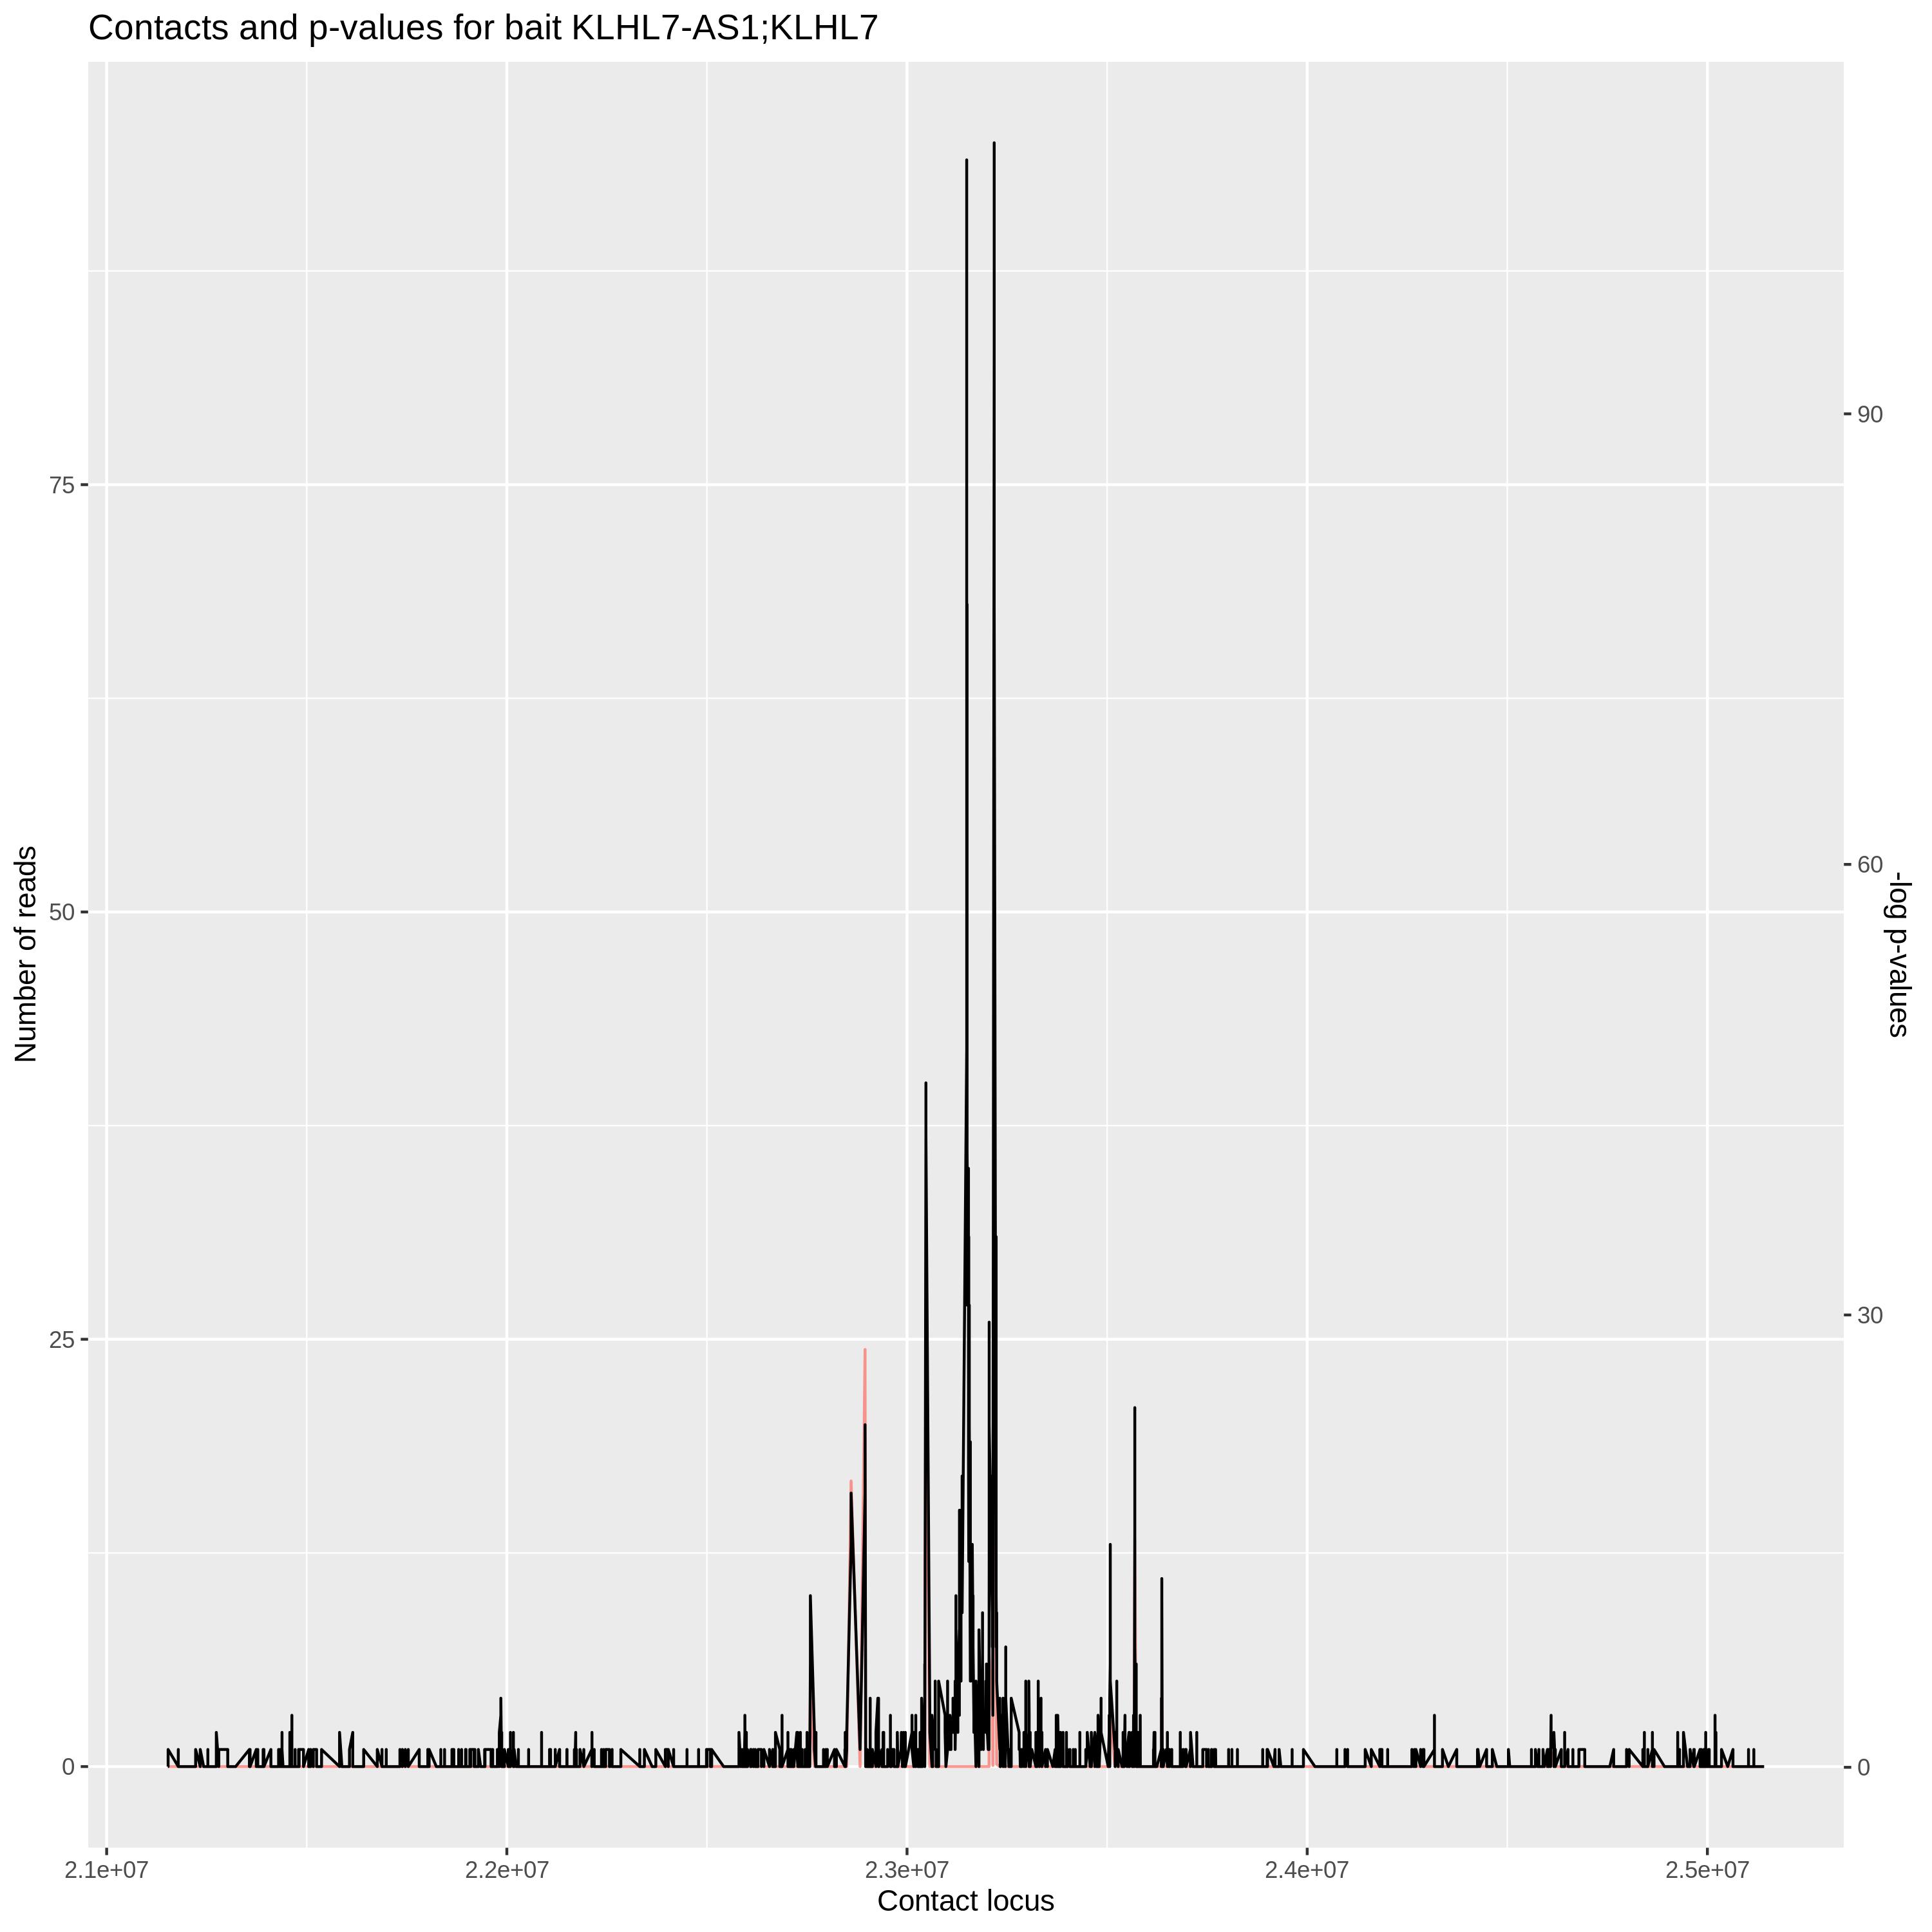 Contacts and p-values for bait KLHL7-AS1;KLHL7
Number of reads
75
50
25
0
90
60
30
0
-log p-values
2.1e+07
2.2e+07
2.3e+07
2.4e+07
2.5e+07
Contact locus